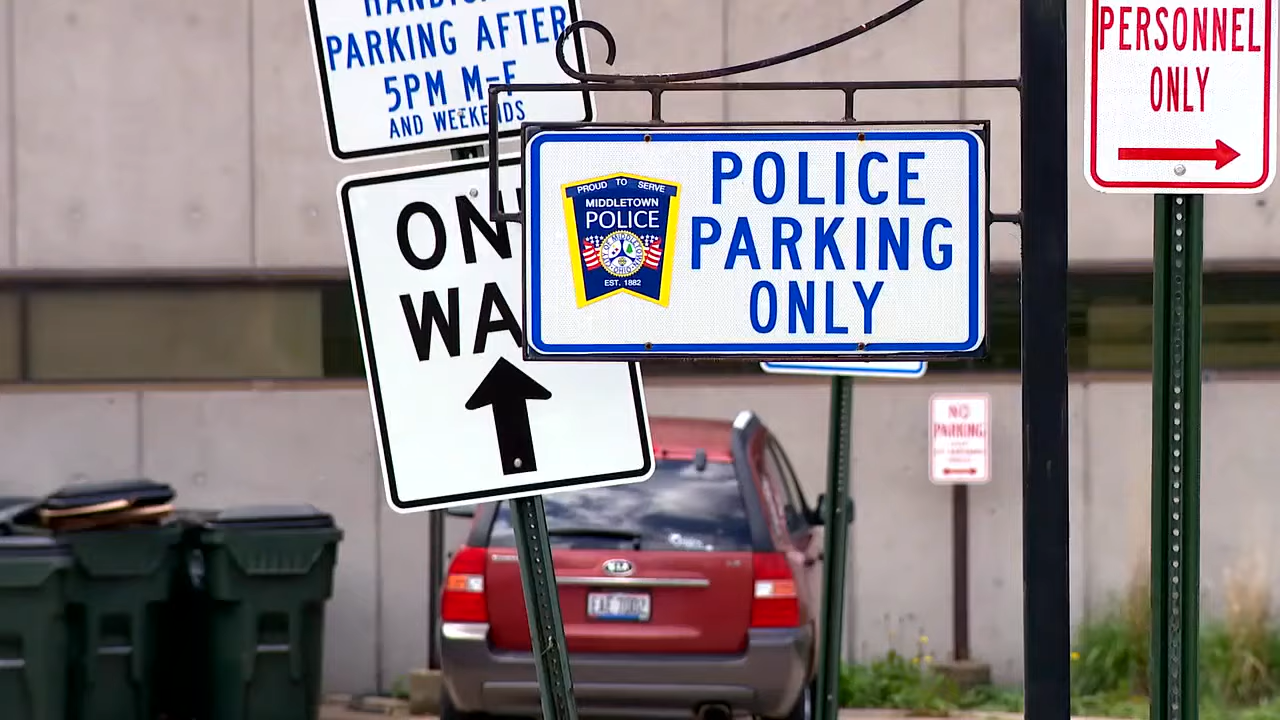 PARKING AFTER
5PM M-F
AND WEEKENDS
ON
WA
PROUD TO SERVE
MIDDLETOWN
POLICE
EST. 1882
POLICE
PARKING
ONLY
PERSONNEL
ONLY
NO
PARKING
KIA